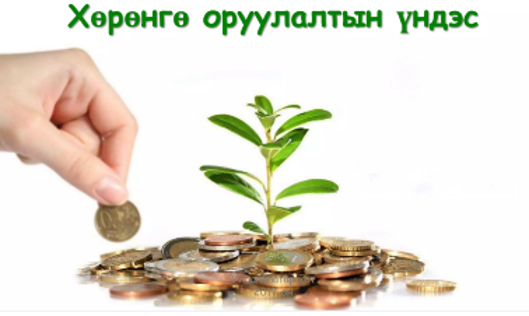 Хөрөнгө оруулалтын үндэс